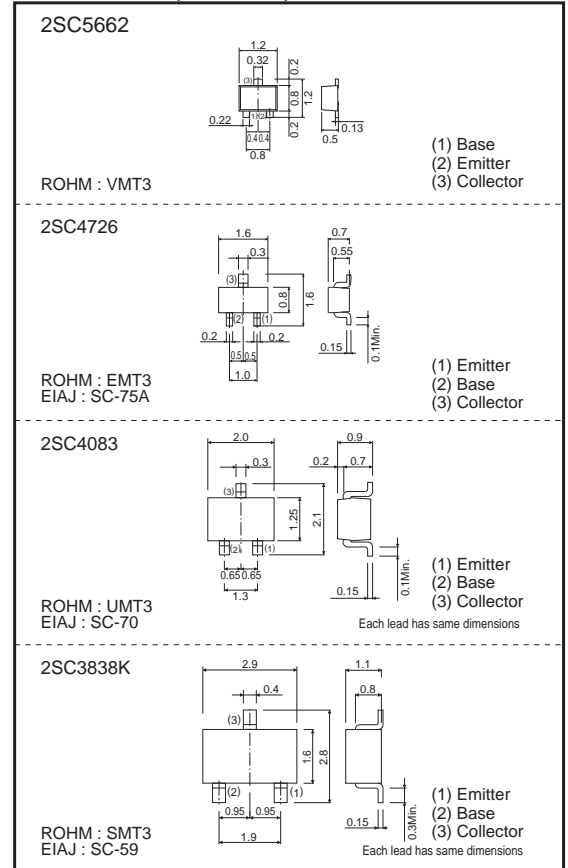 2SC5662
1.2
0.32
0.2
(3)
0.8
1.2
0.22
(1)
(2)
0.2
0.13
0.4 0.4
0.5
0.8
(1) Base
(2) Emitter
(3) Collector
ROHM : VMT3
2SC4726
1.6
0.7
0.3
0.55
(3)
0.8
1.6
(2)
(1)
0.2
0.2
0.15
0.1Min.
0.5 0.5
1.0
(1) Emitter
(2) Base
(3) Collector
ROHM : EMT3
EIAJ : SC-75A
2SC4083
2.0
0.9
0.3
0.2
0.7
(3)
1.25
2.1
(2)
(1)
0.65 0.65
0.15
0.1Min.
1.3
(1) Emitter
(2) Base
(3) Collector
ROHM : UMT3
EIAJ : SC-70
Each lead has same dimensions
2SC3838K
2.9
1.1
0.4
0.8
(3)
1.6
2.8
(2)
(1)
0.95 0.95
0.15
0.3Min.
1.9
(1) Emitter
(2) Base
(3) Collector
ROHM : SMT3
EIAJ : SC-59
Each lead has same dimensions